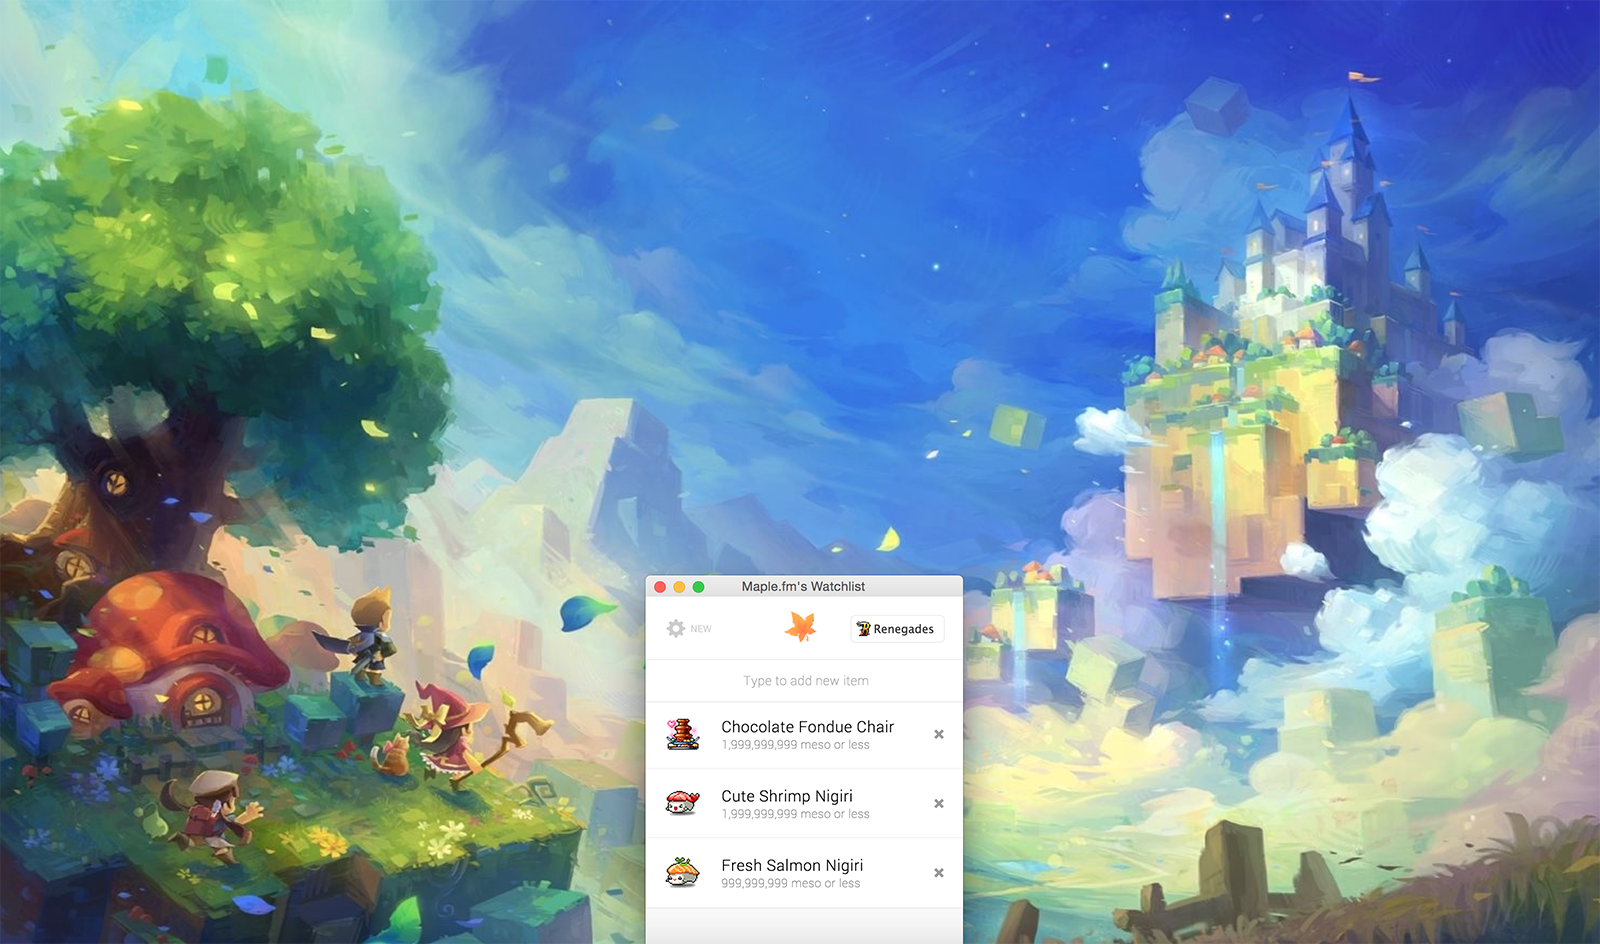 Maple.fm's Watchlist
NEW
Renegades
Type to add new item
Chocolate Fondue Chair
1,999,999,999 meso or less
Cute Shrimp Nigiri
1,999,999,999 meso or less
Fresh Salmon Nigiri
999,999,999 meso or less